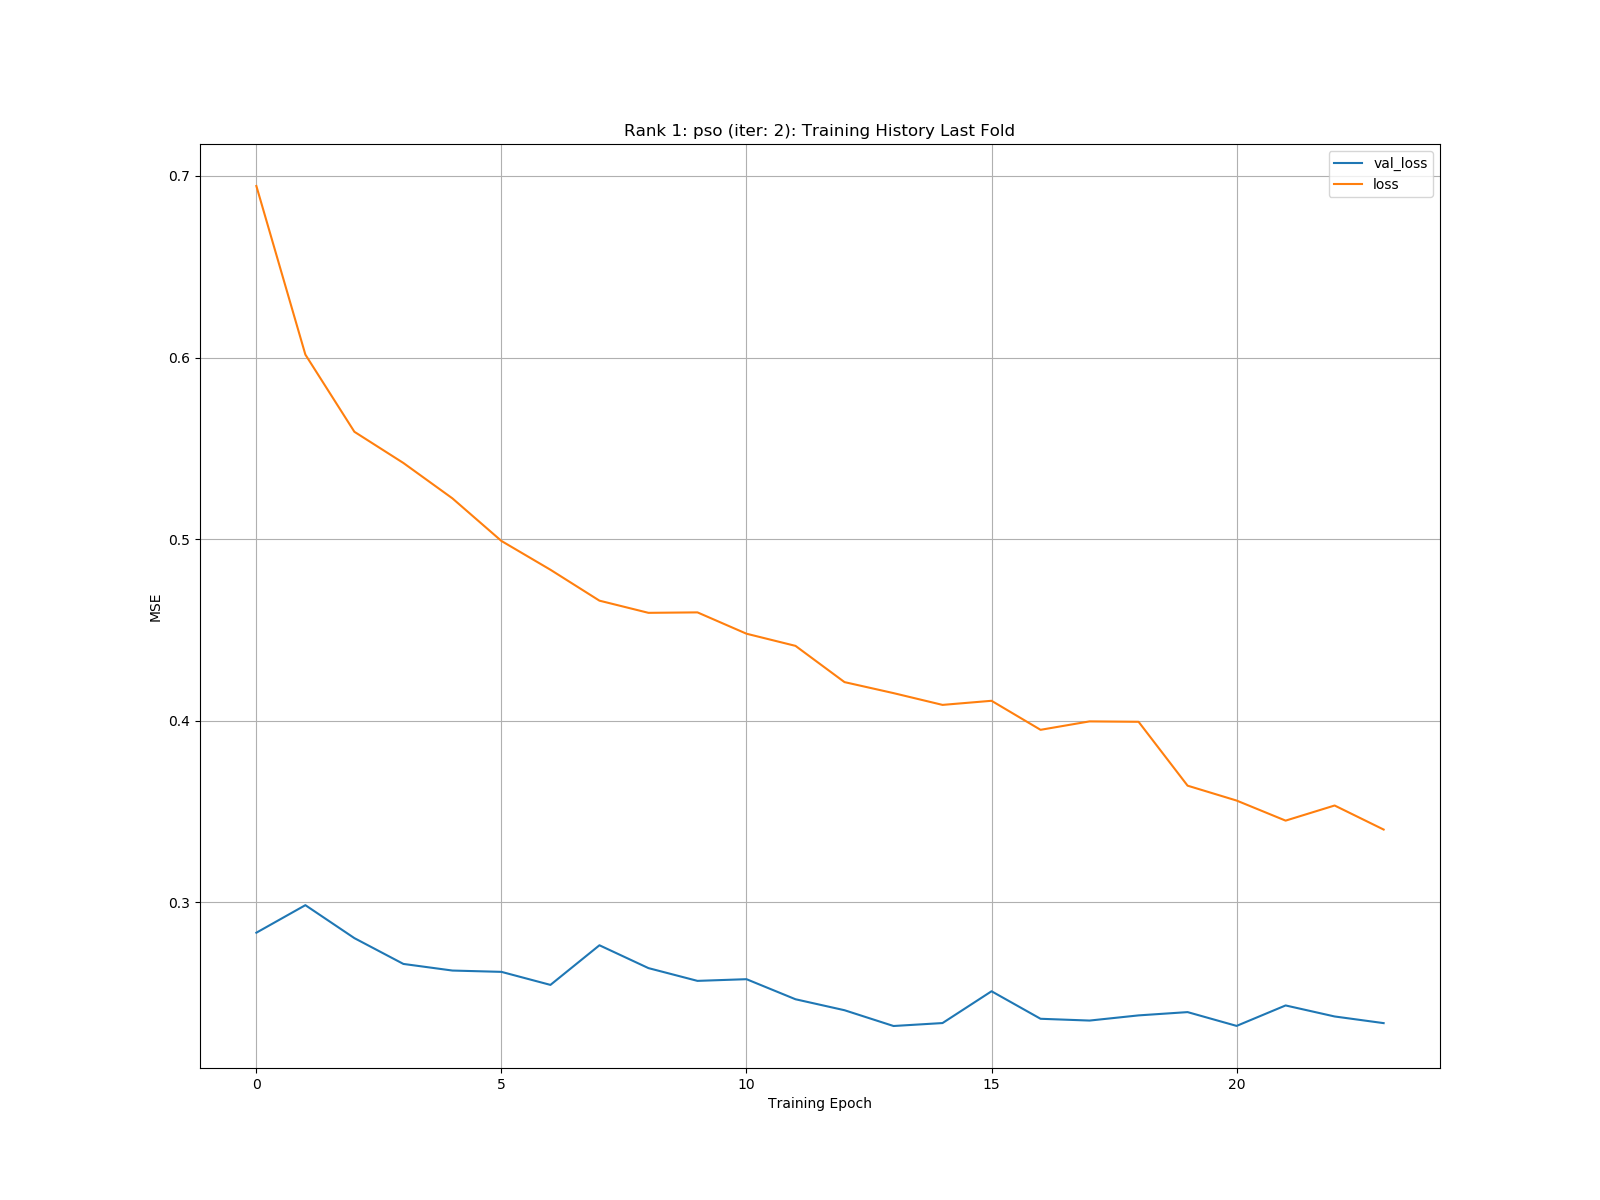 Rank 1: pso (iter: 2): Training History Last Fold
val_loss
loss
0.7
0.6
0.5
0.4
0.3
MSE
0 5 10 15 20
Training Epoch